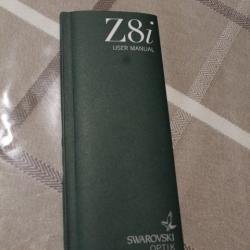 Z8i
USER MANUAL
SWAROVSKI
OPTIK